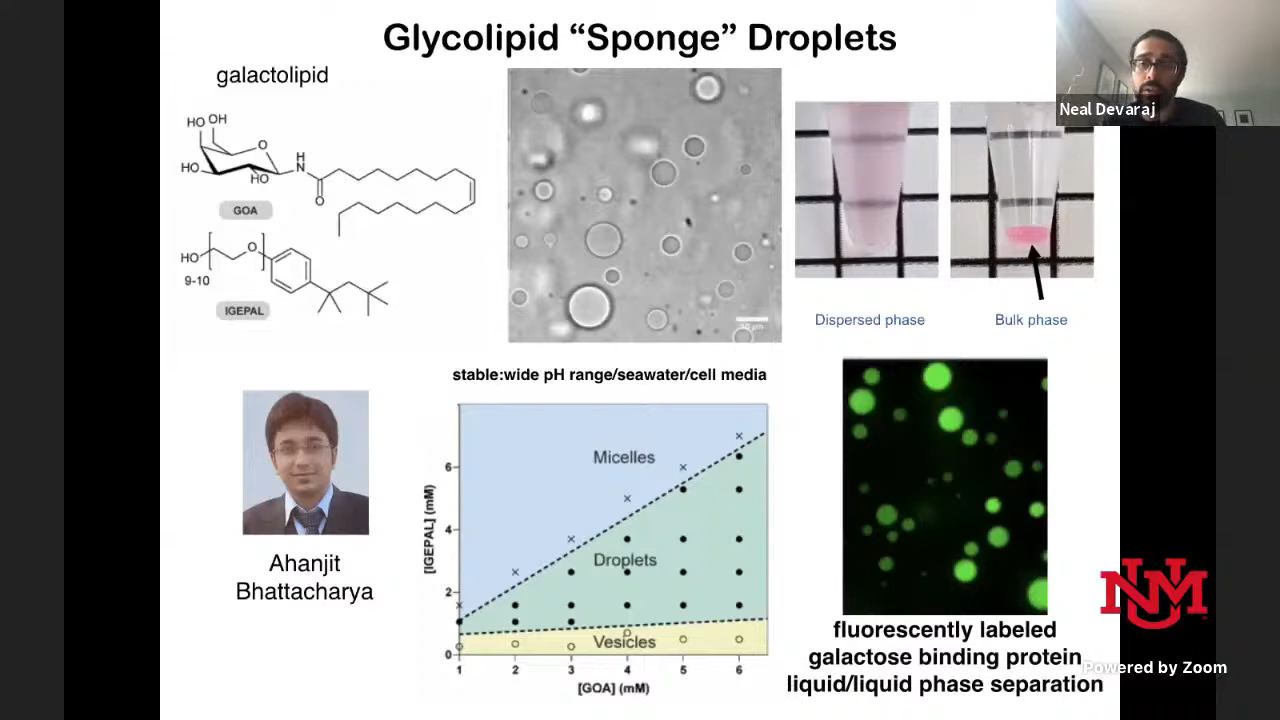 Glycolipid “Sponge” Droplets
galactolipid
HO OH
O
HO
HO
H
N
O
GOA
HO
O
9-10
IGEPAL
10 µm
Neal Devaraj
Dispersed phase
Bulk phase
stable:wide pH range/seawater/cell media
Ahanjit
Bhattacharya
[IGEPAL] (mM)
6
4
2
0
Micelles
Droplets
Vesicles
1 2 3 4 5 6
[GOA] (mM)
fluorescently labeled
galactose binding protein
liquid/liquid phase separation
UNM
Powered by Zoom